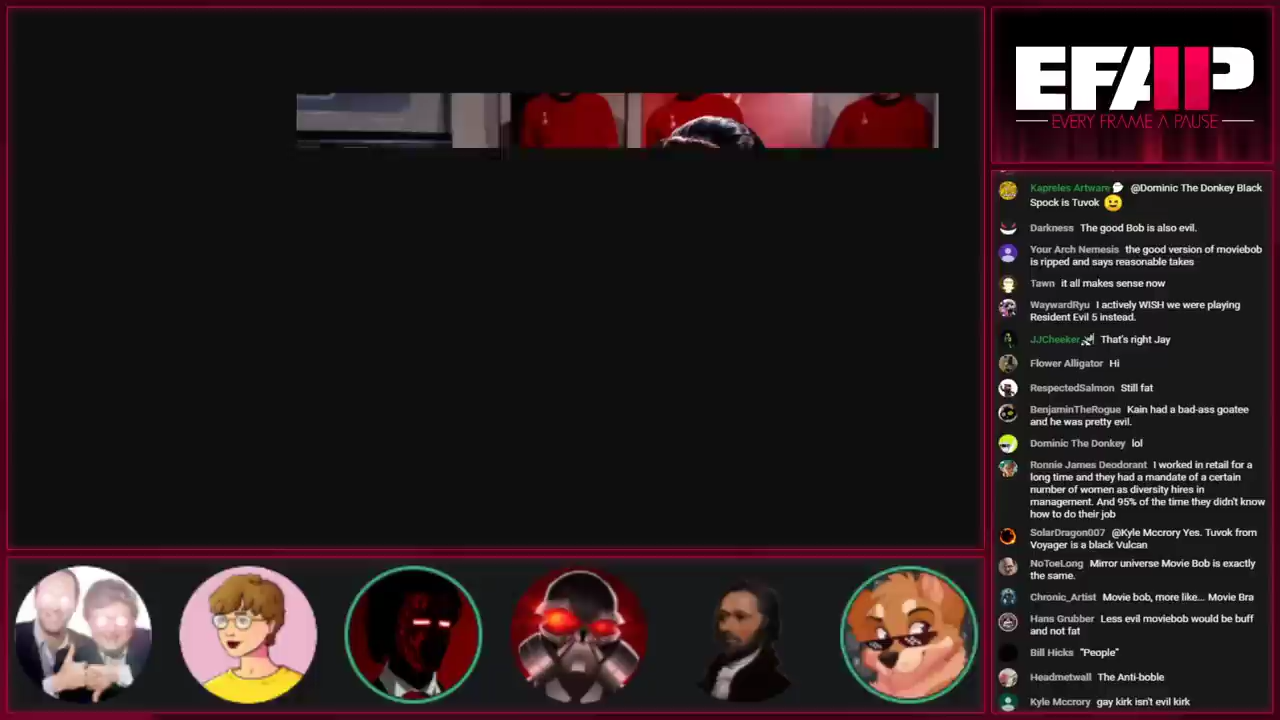 EFAP
EVERY FRAME A PAUSE
Kapreles Artware @Dominic The Donkey Black
Spock is Tuvok
Darkness The good Bob is also evil.
Your Arch Nemesis the good version of moviebob
is ripped and says reasonable takes
Tawn it all makes sense now
WaywardRyu I actively WISH we were playing
Resident Evil 5 instead.
JJCheeker That's right Jay
Flower Alligator Hi
RespectedSalmon Still fat
BenjaminTheRogue Kain had a bad-ass goatee
and he was pretty evil.
Dominic The Donkey lol
Ronnie James Deodorant I worked in retail for a
long time and they had a mandate of a certain
number of women as diversity hires in
management. And 95% of the time they didn't know
how to do their job
SolarDragon007 @Kyle Mccrory Yes. Tuvok from
Voyager is a black Vulcan
NoToeLong Mirror universe Movie Bob is exactly
the same.
Chronic_Artist Movie bob, more like... Movie Bra
Hans Grubber Less evil moviebob would be buff
and not fat
Bill Hicks "People"
Headmetwall The Anti-boble
Kyle Mccrory gay kirk isn't evil kirk